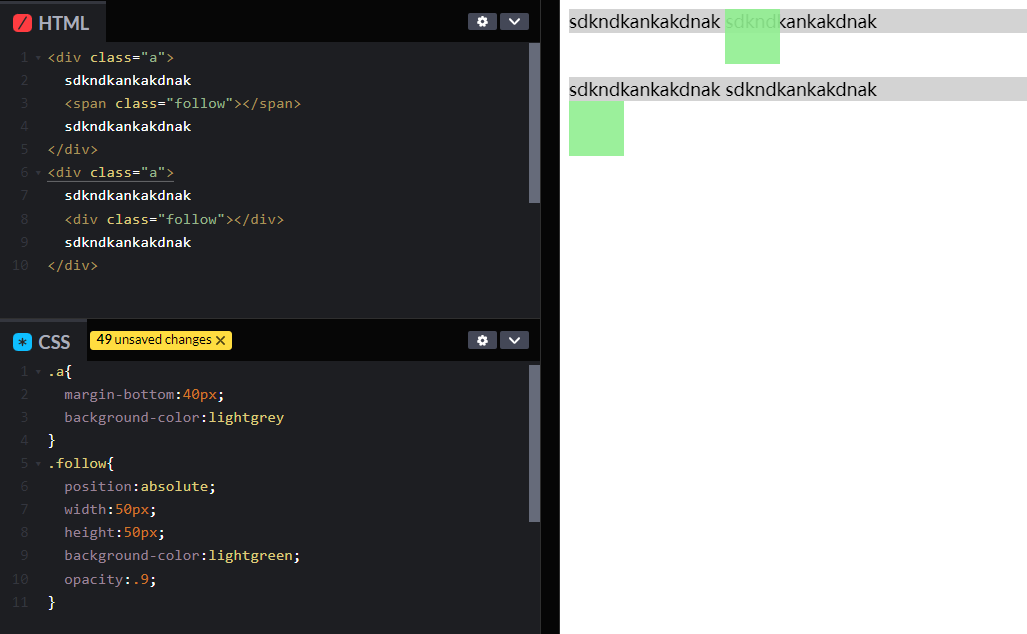 HTML
1 <div class="a">
2 sdkndkankakdnak
3 <span class="follow"></span>
4 sdkndkankakdnak
5 </div>
6 <div class="a">
7 sdkndkankakdnak
8 <div class="follow"></div>
9 sdkndkankakdnak
10 </div>
CSS 49 unsaved changes
1 .a{
2 margin-bottom:40px;
3 background-color:lightgrey
4 }
5 .follow{
6 position:absolute;
7 width:50px;
8 height:50px;
9 background-color:lightgreen;
10 opacity:.9;
11 }
sdkndkankakdnak sdkndkankakdnak
sdkndkankakdnak sdkndkankakdnak